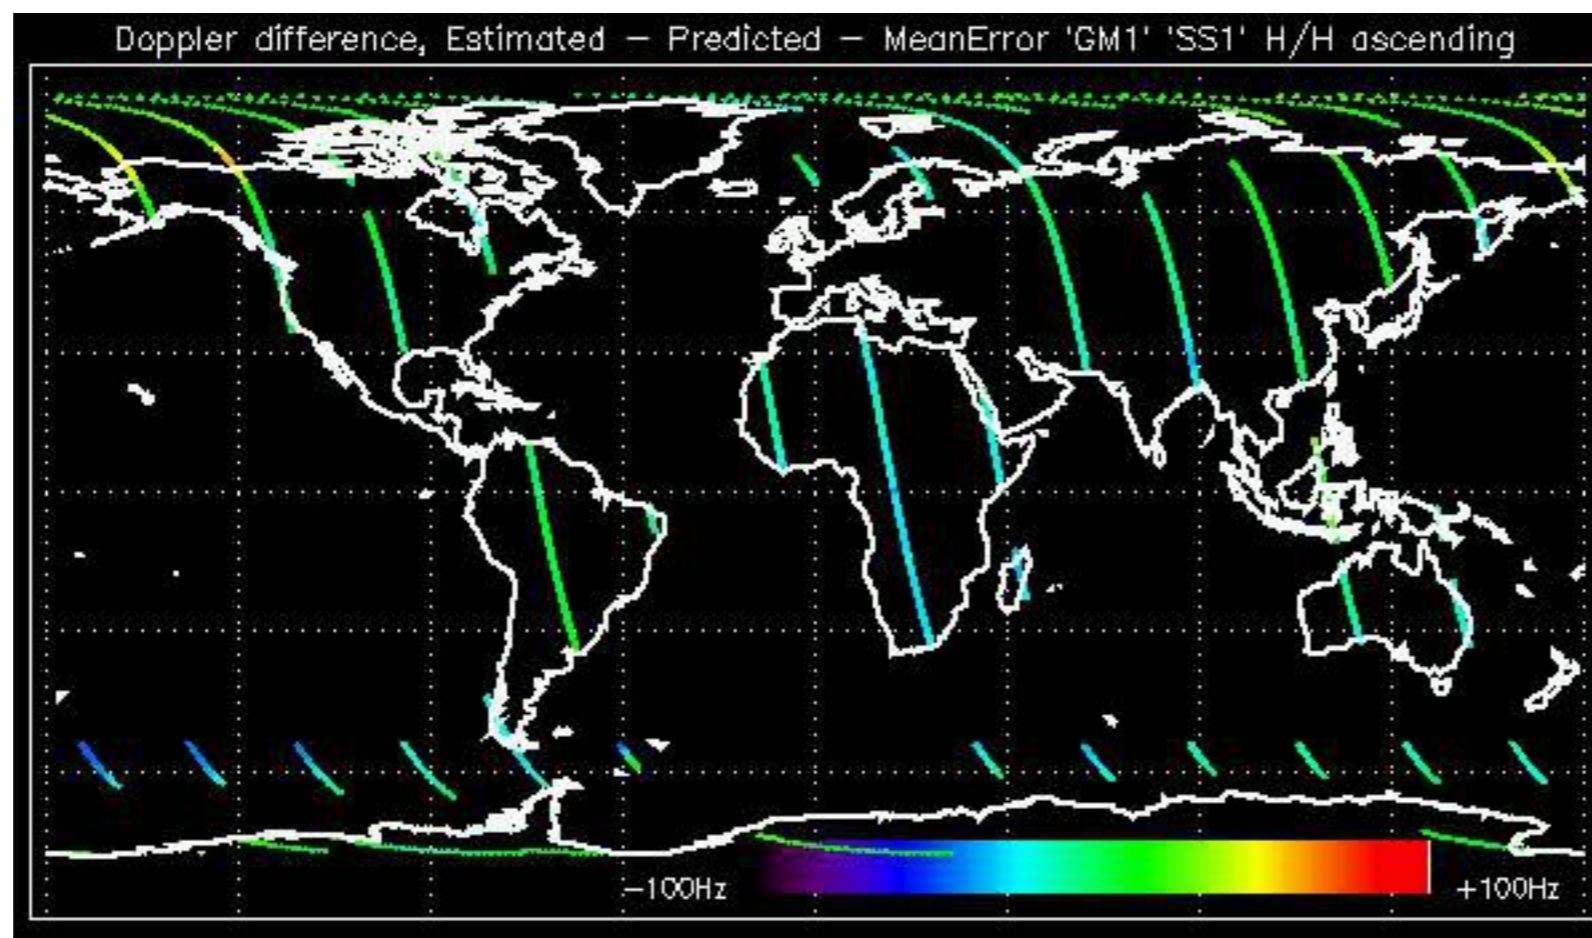 Doppler difference, Estimated — Predicted — MeanError 'GM1' 'SS1' H/H ascending
—100Hz
+100Hz